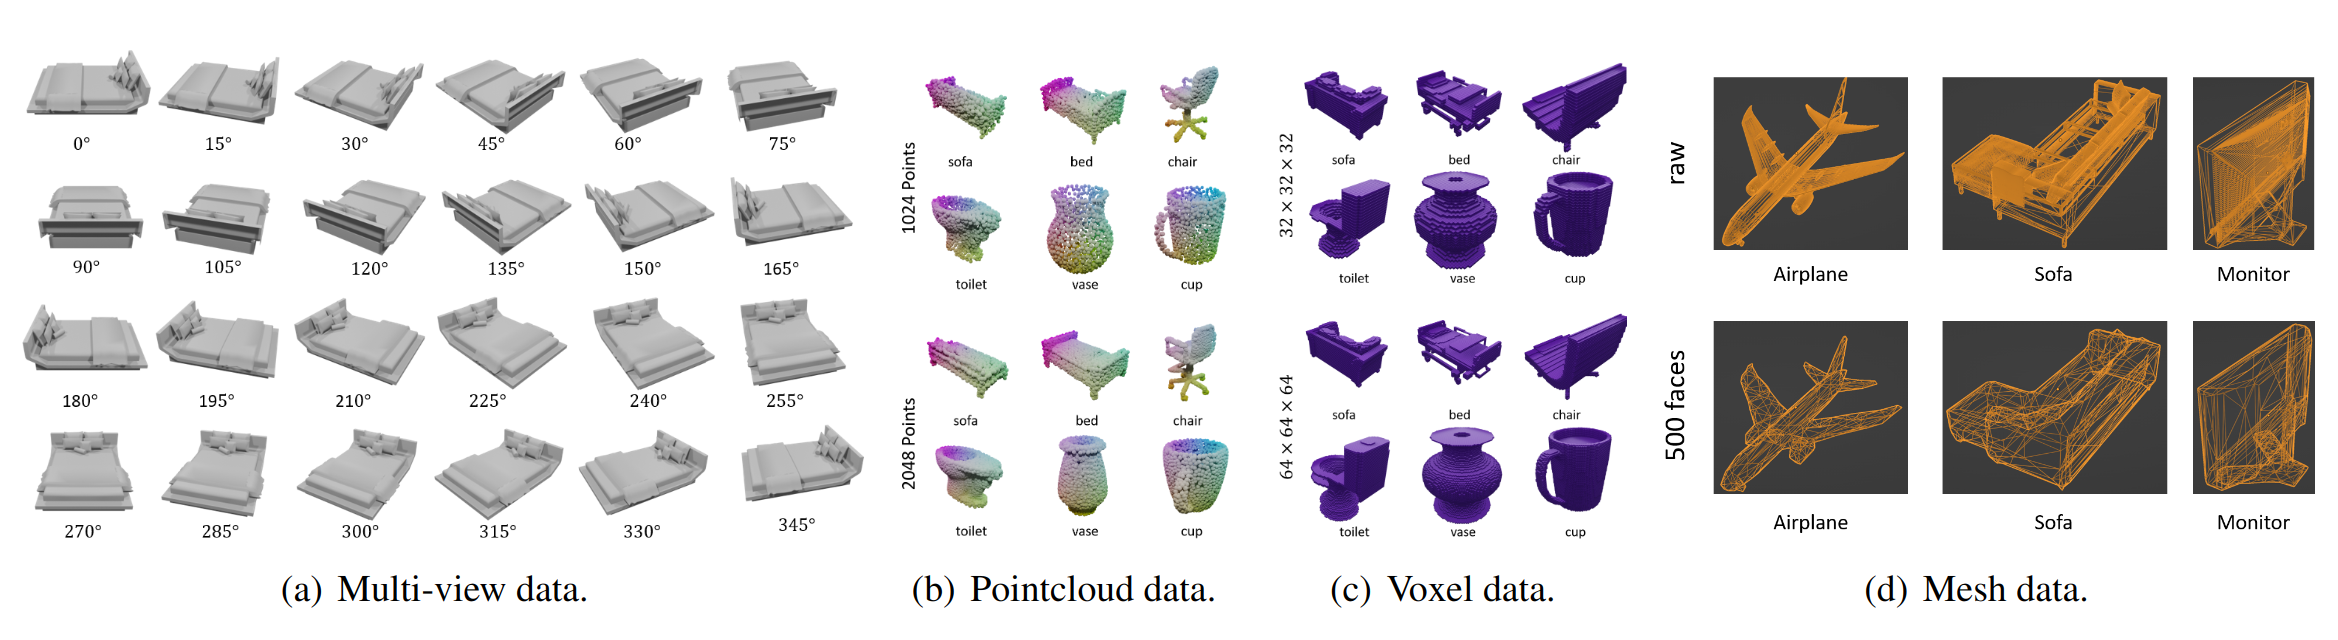 0° 15° 30° 45° 60° 75°
90° 105° 120° 135° 150° 165°
180° 195° 210° 225° 240° 255°
270° 285° 300° 315° 330° 345°
(a) Multi-view data.
1024 Points
sofa bed chair
toilet vase cup
2048 Points
sofa bed chair
toilet vase cup
(b) Pointcloud data.
32 × 32 × 32
sofa bed chair
toilet vase cup
64 × 64 × 64
sofa bed chair
toilet vase cup
(c) Voxel data.
raw
Airplane Sofa Monitor
500 faces
Airplane Sofa Monitor
(d) Mesh data.